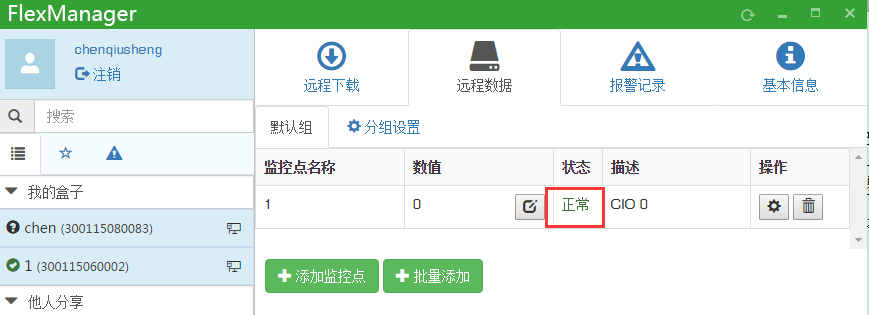 FlexManager
chenqiusheng
注销
搜索
我的盒子
chen (300115080083)
1 (300115060002)
他人分享
远程下载 远程数据 报警记录 基本信息
默认组 分组设置
监控点名称 数值 状态 描述 操作
1 0 正常 CIO 0
添加监控点 批量添加